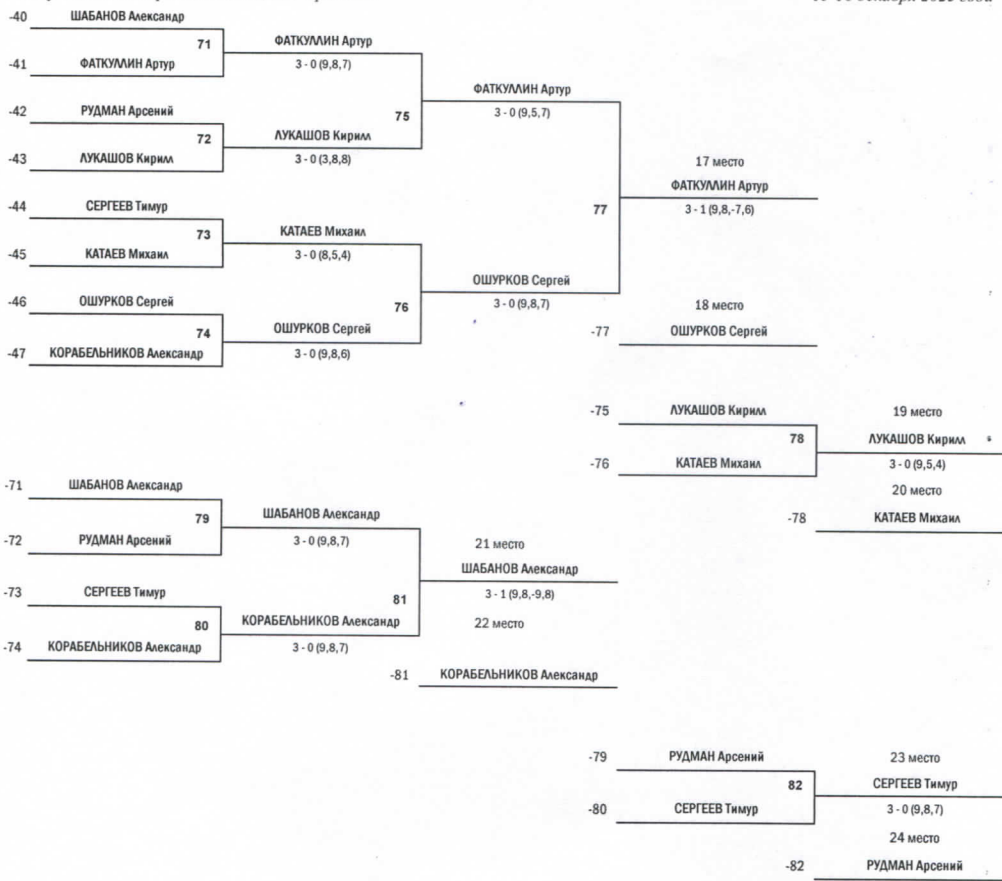 -40 ШАБАНОВ Александр
71 ФАТКУЛЛИН Артур
-41 ФАТКУЛЛИН Артур
3 - 0 (9,8,7)
ФАТКУЛЛИН Артур
-42 РУДМАН Арсений
75
3 - 0 (9,5,7)
72 ЛУКАШОВ Кирилл
-43 ЛУКАШОВ Кирилл
3 - 0 (3,8,8)
17 место
ФАТКУЛЛИН Артур
-44 СЕРГЕЕВ Тимур
77
3 - 1 (9,8,-7,6)
73 КАТАЕВ Михаил
-45 КАТАЕВ Михаил
3 - 0 (8,5,4)
ОШУРКОВ Сергей
-46 ОШУРКОВ Сергей
76
3 - 0 (9,8,7)
18 место
74 ОШУРКОВ Сергей
-77 ОШУРКОВ Сергей
-47 КОРАБЕЛЬНИКОВ Александр
3 - 0 (9,8,6)
-75 ЛУКАШОВ Кирилл
19 место
78 ЛУКАШОВ Кирилл
-76 КАТАЕВ Михаил
3 - 0 (9,5,4)
20 место
-78 КАТАЕВ Михаил
-71 ШАБАНОВ Александр
79 ШАБАНОВ Александр
-72 РУДМАН Арсений
3 - 0 (9,8,7)
21 место
ШАБАНОВ Александр
-73 СЕРГЕЕВ Тимур
81
3 - 1 (9,8,-9,8)
80 КОРАБЕЛЬНИКОВ Александр
22 место
-74 КОРАБЕЛЬНИКОВ Александр
3 - 0 (9,8,7)
-81 КОРАБЕЛЬНИКОВ Александр
-79 РУДМАН Арсений
23 место
82 СЕРГЕЕВ Тимур
-80 СЕРГЕЕВ Тимур
3 - 0 (9,8,7)
24 место
-82 РУДМАН Арсений